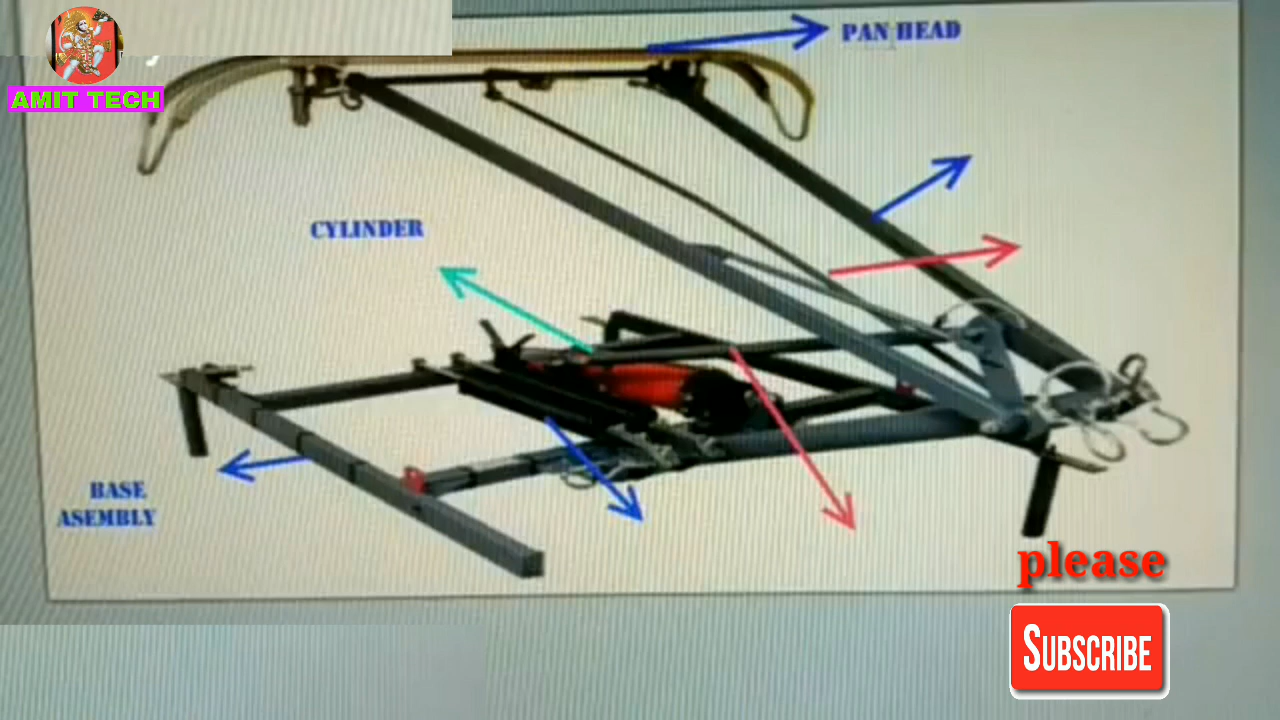 AMIT TECH
PAN HEAD
CYLINDER
BASE
ASEMBLY
please
SUBSCRIBE